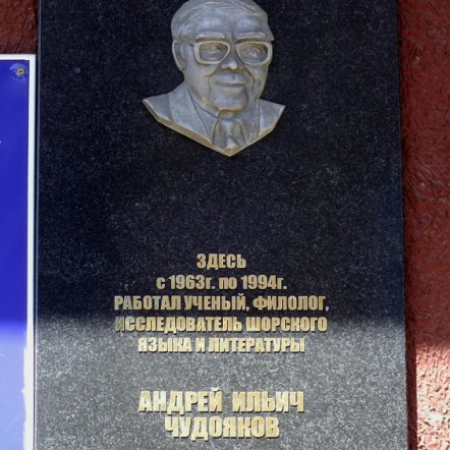 ЗДЕСЬ
с 1963г. по 1994г.
РАБОТАЛ УЧЕНЫЙ, ФИЛОЛОГ,
ИССЛЕДОВАТЕЛЬ ШОРСКОГО
ЯЗЫКА И ЛИТЕРАТУРЫ
АНДРЕЙ ИЛЬИЧ
ЧУДОЯКОВ